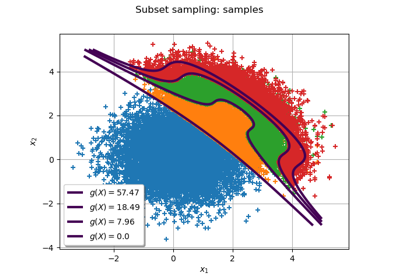 Subset sampling: samples
x2
4
2
0
−2
−4
g(X) = 57.47
g(X) = 18.49
g(X) = 7.96
g(X) = 0.0
−2
0
2
4
x1